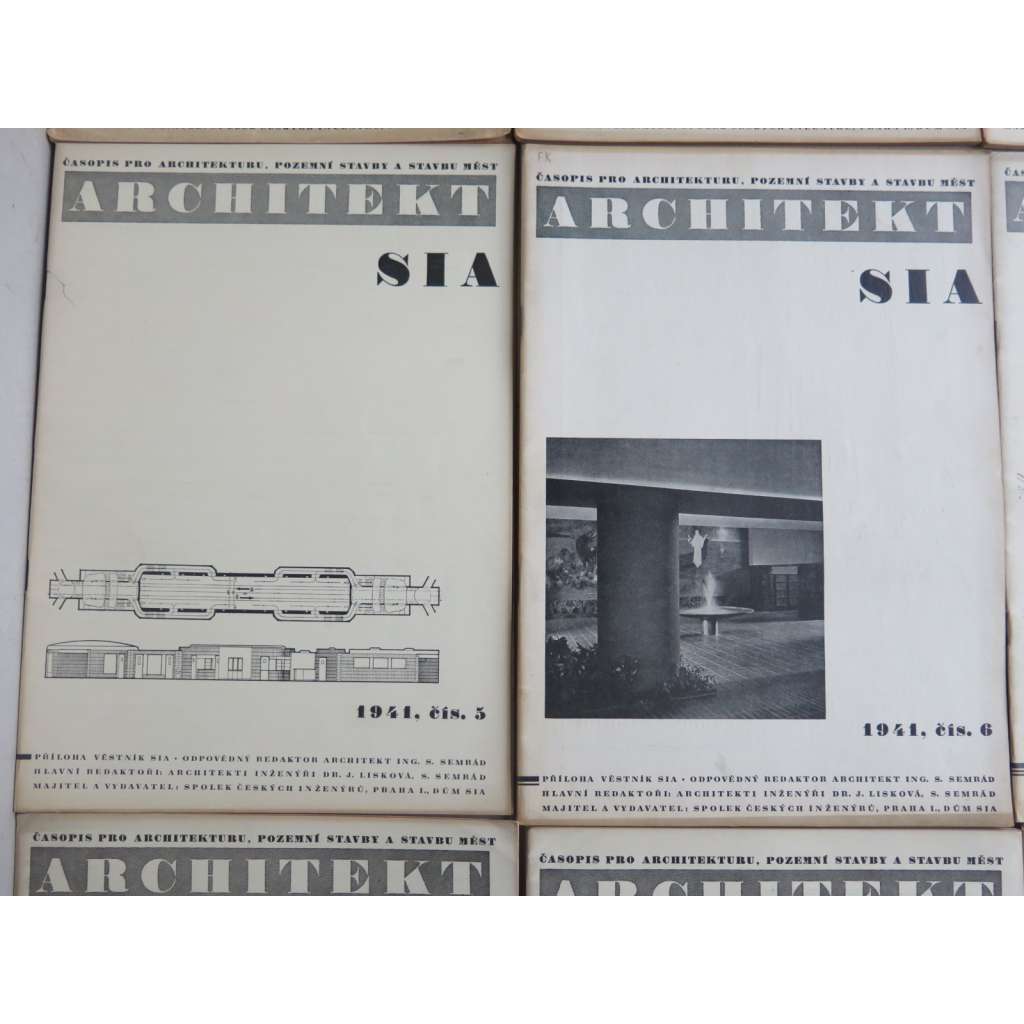 ČASOPIS PRO ARCHITEKTURU, POZEMNÍ STAVBY A STAVBU MĚST
ARCHITEKT
SIA
1941, čís. 5
PŘÍLOHA VĚSTNÍK SIA • ODPOVĚDNÝ REDAKTOR ARCHITEKT ING. S. SEMRÁD
HLAVNÍ REDAKTOŘI: ARCHITEKTI INŽENÝŘI DR. J. LISKOVÁ, S. SEMRÁD
MAJITEL A VYDAVATEL: SPOLEK ČESKÝCH INŽENÝRŮ, PRAHA I., DŮM SIA
F.K
ČASOPIS PRO ARCHITEKTURU, POZEMNÍ STAVBY A STAVBU MĚST
ARCHITEKT
SIA
1941, čís. 6
PŘÍLOHA VĚSTNÍK SIA • ODPOVĚDNÝ REDAKTOR ARCHITEKT ING. S. SEMRÁD
HLAVNÍ REDAKTOŘI: ARCHITEKTI INŽENÝŘI DR. J. LISKOVÁ, S. SEMRÁD
MAJITEL A VYDAVATEL: SPOLEK ČESKÝCH INŽENÝRŮ, PRAHA I., DŮM SIA
ČASOPIS PRO ARCHITEKTURU, POZEMNÍ STAVBY A STAVBU MĚST
ARCHITEKT
ČASOPIS PRO ARCHITEKTURU, POZEMNÍ STAVBY A STAVBU MĚST
ARCHITEKT